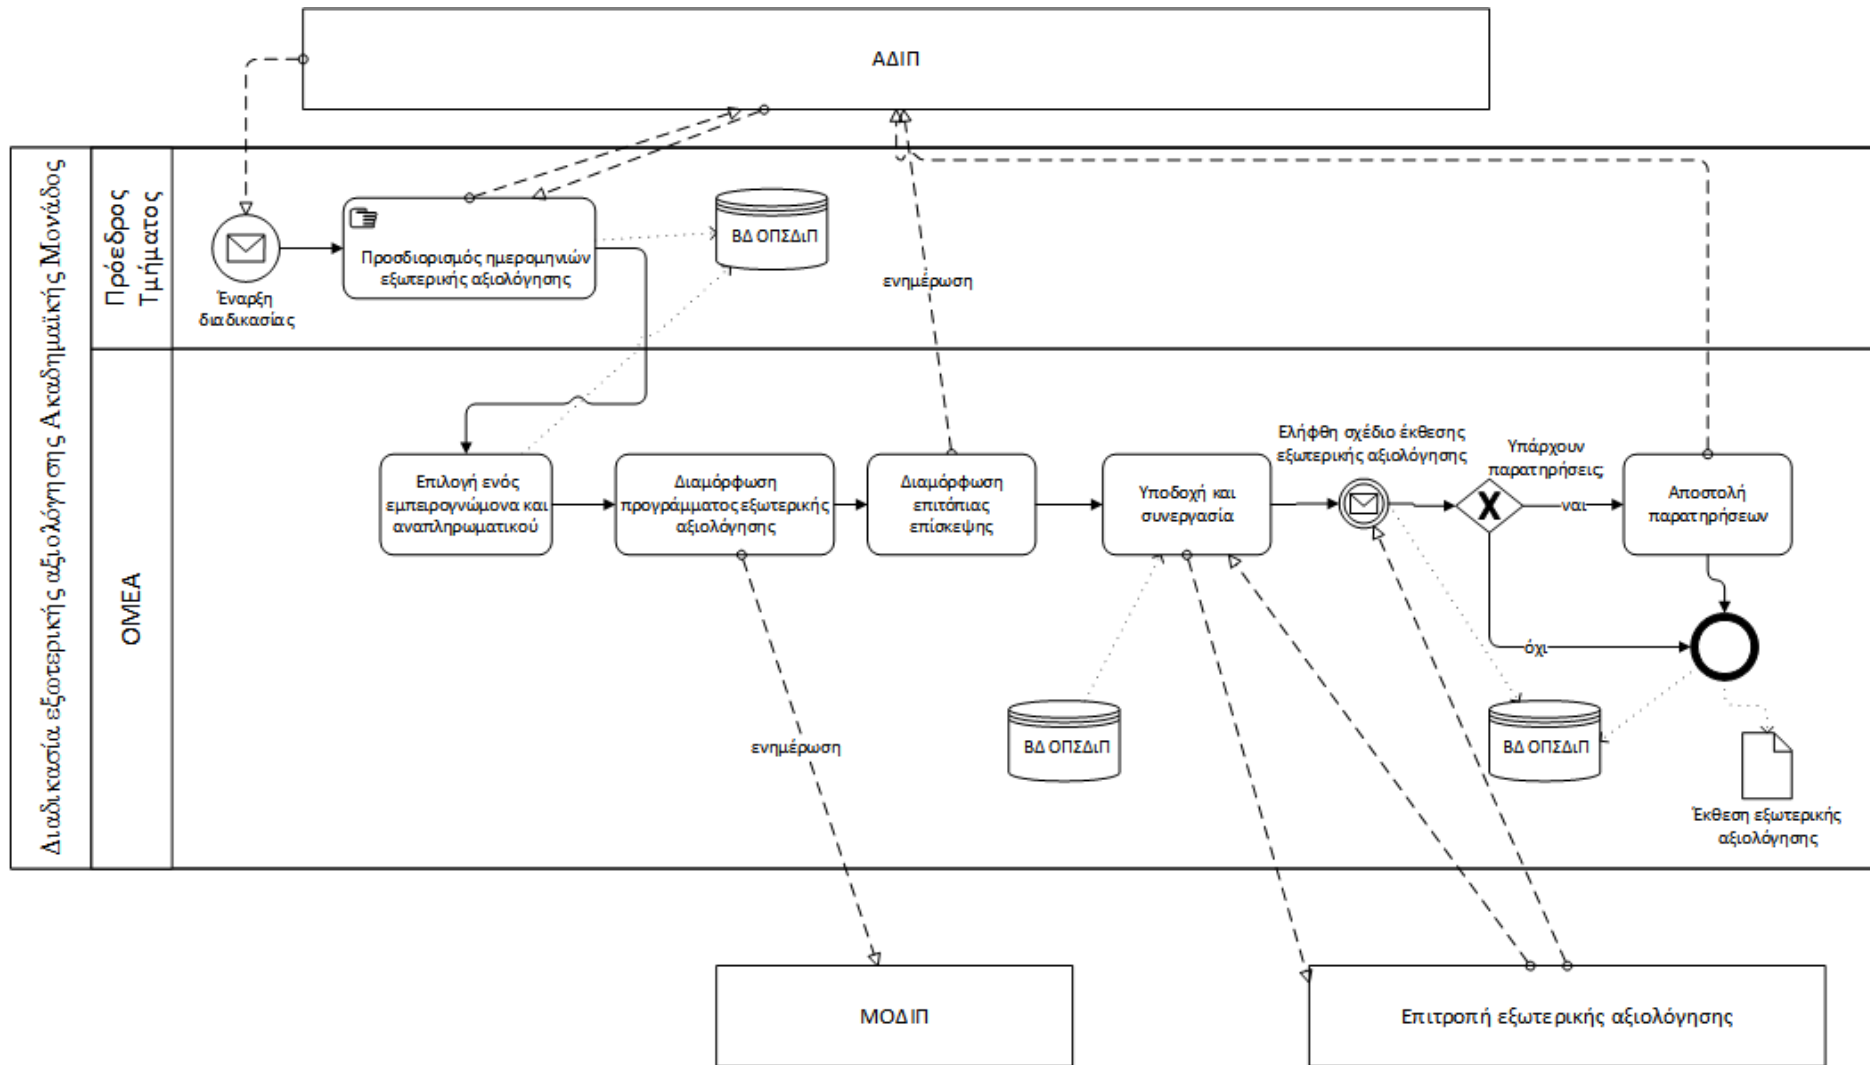 ΑΔΙΠ
Διαδικασία εξωτερικής αξιολόγησης Ακαδημαϊκής Μονάδος
Πρόεδρος
Τμήματος
Έναρξη
διαδικασίας
Προσδιορισμός ημερομηνιών
εξωτερικής αξιολόγησης
ΒΔ ΟΠΣΔιΠ
ενημέρωση
ΟΜΕΑ
Επιλογή ενός
εμπειρογνώμονα και
αναπληρωματικού
Διαμόρφωση
προγράμματος εξωτερικής
αξιολόγησης
Διαμόρφωση
επιτόπιας
επίσκεψης
Υποδοχή και
συνεργασία
Ελήφθη σχέδιο έκθεσης
εξωτερικής αξιολόγησης
Υπάρχουν
παρατηρήσεις;
ναι
Αποστολή
παρατηρήσεων
όχι
ενημέρωση
ΒΔ ΟΠΣΔιΠ
ΒΔ ΟΠΣΔιΠ
Έκθεση εξωτερικής
αξιολόγησης
ΜΟΔΙΠ
Επιτροπή εξωτερικής αξιολόγησης